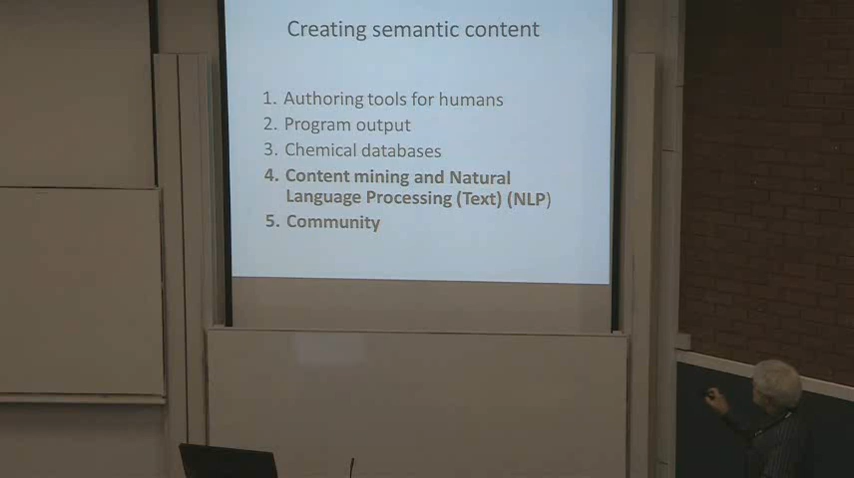 Creating semantic content
1. Authoring tools for humans
2. Program output
3. Chemical databases
4. Content mining and Natural
Language Processing (Text) (NLP)
5. Community